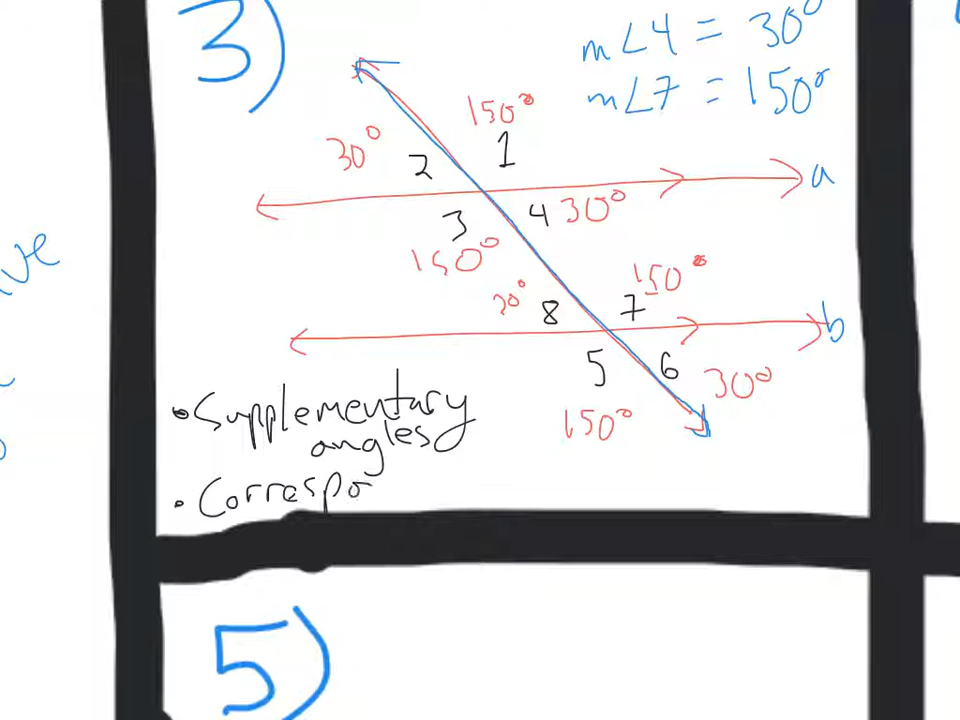 3)
m∠4 = 30°
m∠7 = 150°
150°
30°
2
1
a
3
4
30°
150°
150°
30°
8
7
b
5
6
30°
150°
• Supplementary
angles
• Correspo
5)